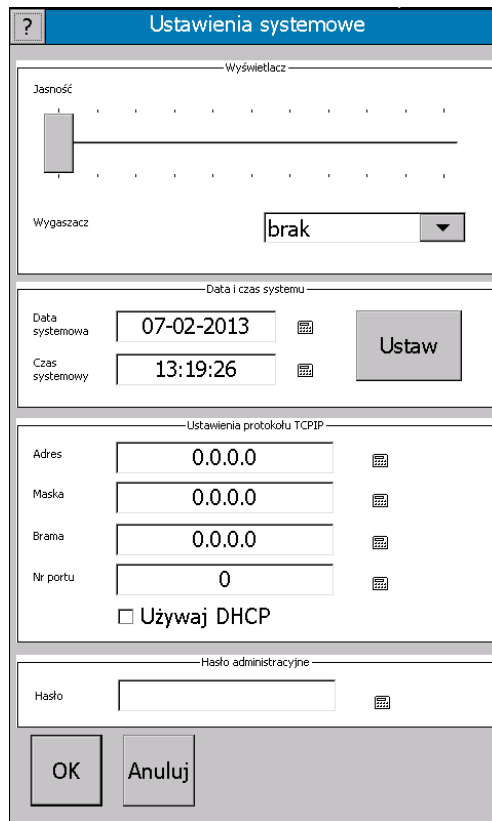 ? Ustawienia systemowe
Wyświetlacz
Jasność
Wygaszacz brak
Data i czas systemu
Data systemowa 07-02-2013
Ustaw
Czas systemowy 13:19:26
Ustawienia protokołu TCPIP
Adres 0.0.0.0
Maska 0.0.0.0
Brama 0.0.0.0
Nr portu 0
Używaj DHCP
Hasło administracyjne
Hasło
OK Anuluj